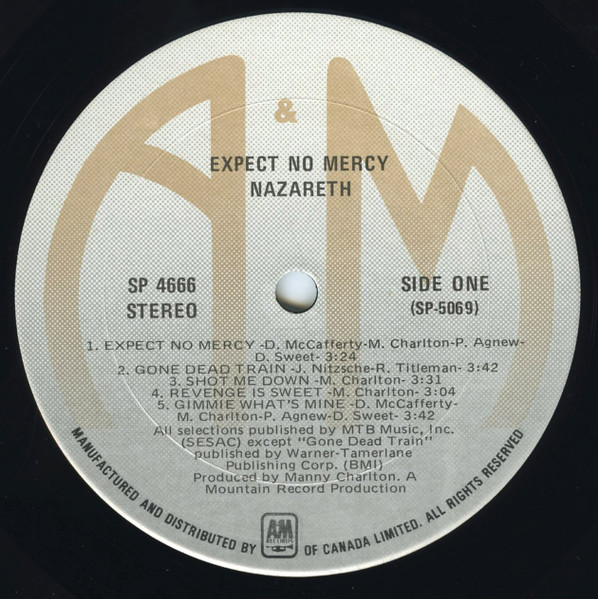 A & M
EXPECT NO MERCY
NAZARETH
SP 4666
STEREO
SIDE ONE
(SP-5069)
1. EXPECT NO MERCY -D. McCafferty-M. Charlton-P. Agnew-
D. Sweet- 3:24
2. GONE DEAD TRAIN -J. Nitzsche-R. Titleman- 3:42
3. SHOT ME DOWN -M. Charlton- 3:31
4. REVENGE IS SWEET -M. Charlton- 3:04
5. GIMMIE WHAT'S MINE -D. McCafferty-
M. Charlton-P. Agnew-D. Sweet- 3:42
All selections published by MTB Music, Inc.
(SESAC) except "Gone Dead Train"
published by Warner-Tamerlane
Publishing Corp. (BMI)
Produced by Manny Charlton. A
Mountain Record Production
MANUFACTURED AND DISTRIBUTED BY A&M RECORDS OF CANADA LIMITED. ALL RIGHTS RESERVED